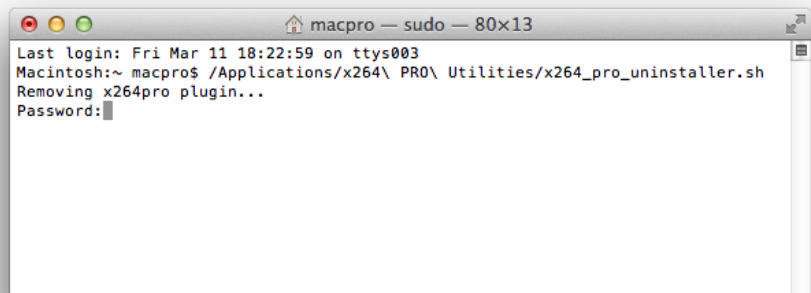 macpro — sudo — 80×13
Last login: Fri Mar 11 18:22:59 on ttys003
Macintosh:~ macpro$ /Applications/x264\ PRO\ Utilities/x264_pro_uninstaller.sh
Removing x264pro plugin...
Password: